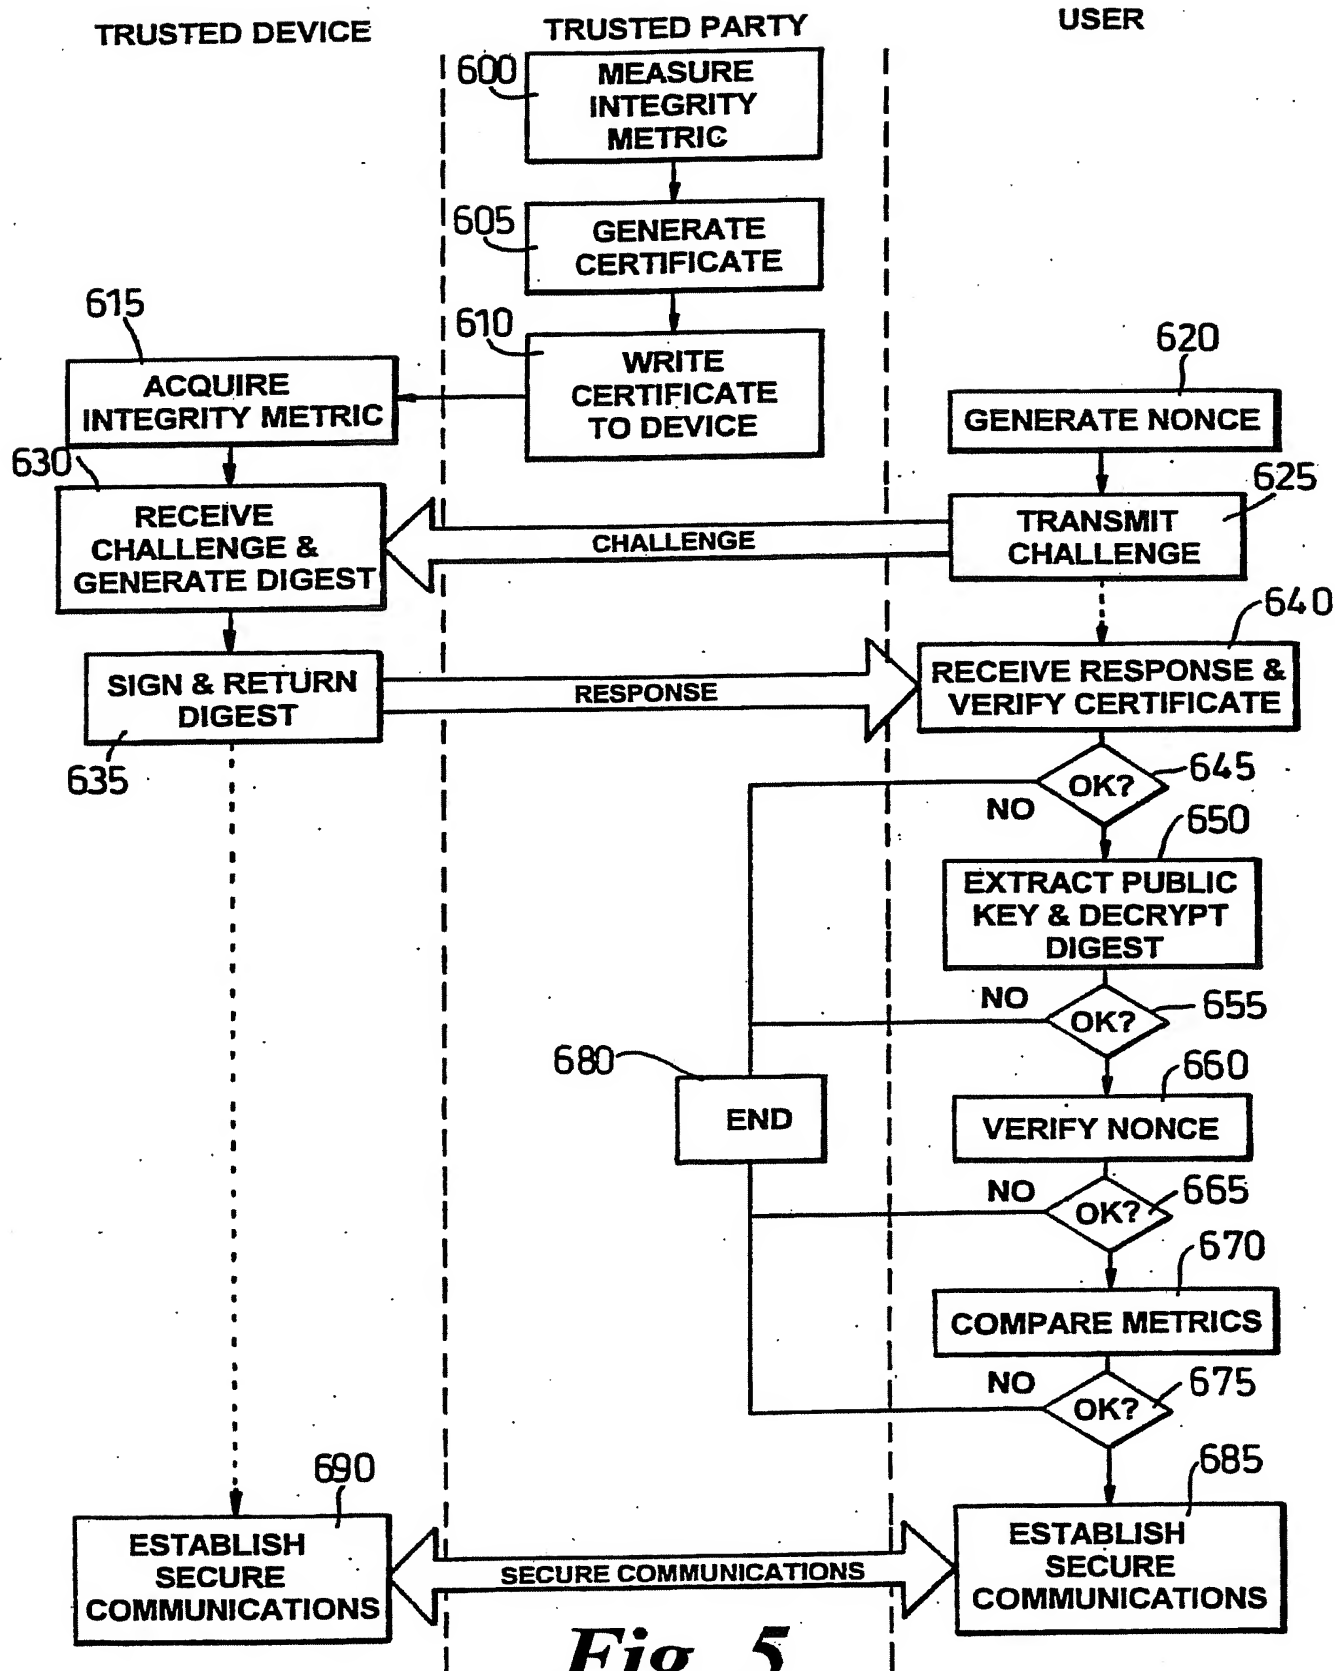 TRUSTED DEVICE
TRUSTED PARTY
USER
600
MEASURE
INTEGRITY
METRIC
605
GENERATE
CERTIFICATE
610
WRITE
CERTIFICATE
TO DEVICE
615
ACQUIRE
INTEGRITY METRIC
620
GENERATE NONCE
625
TRANSMIT
CHALLENGE
CHALLENGE
630
RECEIVE
CHALLENGE &
GENERATE DIGEST
635
SIGN & RETURN
DIGEST
RESPONSE
640
RECEIVE RESPONSE &
VERIFY CERTIFICATE
645
OK?
NO
650
EXTRACT PUBLIC
KEY & DECRYPT
DIGEST
655
OK?
NO
660
VERIFY NONCE
665
OK?
NO
670
COMPARE METRICS
675
OK?
NO
680
END
685
ESTABLISH
SECURE
COMMUNICATIONS
SECURE COMMUNICATIONS
690
ESTABLISH
SECURE
COMMUNICATIONS
Fig. 5